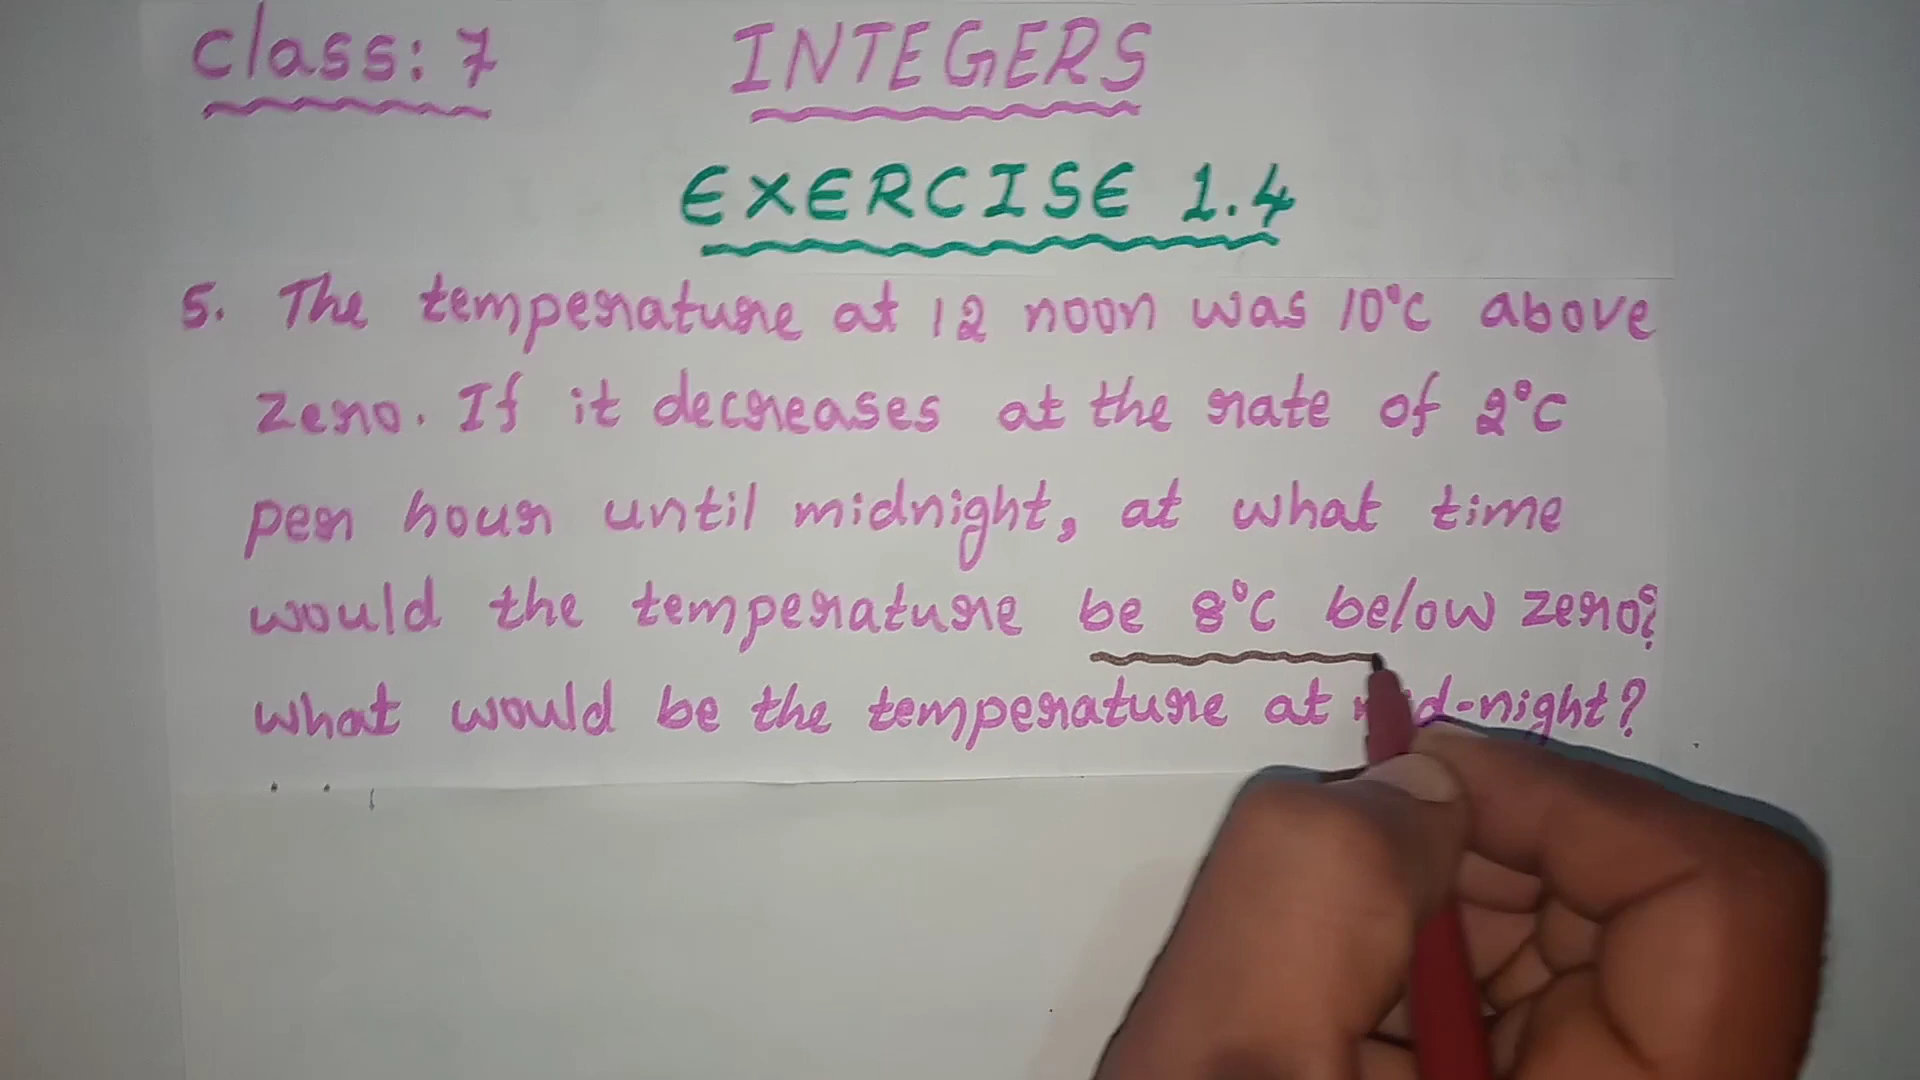 Class: 7
INTEGERS
EXERCISE 1.4
5. The temperature at 12 noon was 10°C above
zero. If it decreases at the rate of 2°C
per hour until midnight, at what time
would the temperature be 8°C below zero?
what would be the temperature at mid-night?